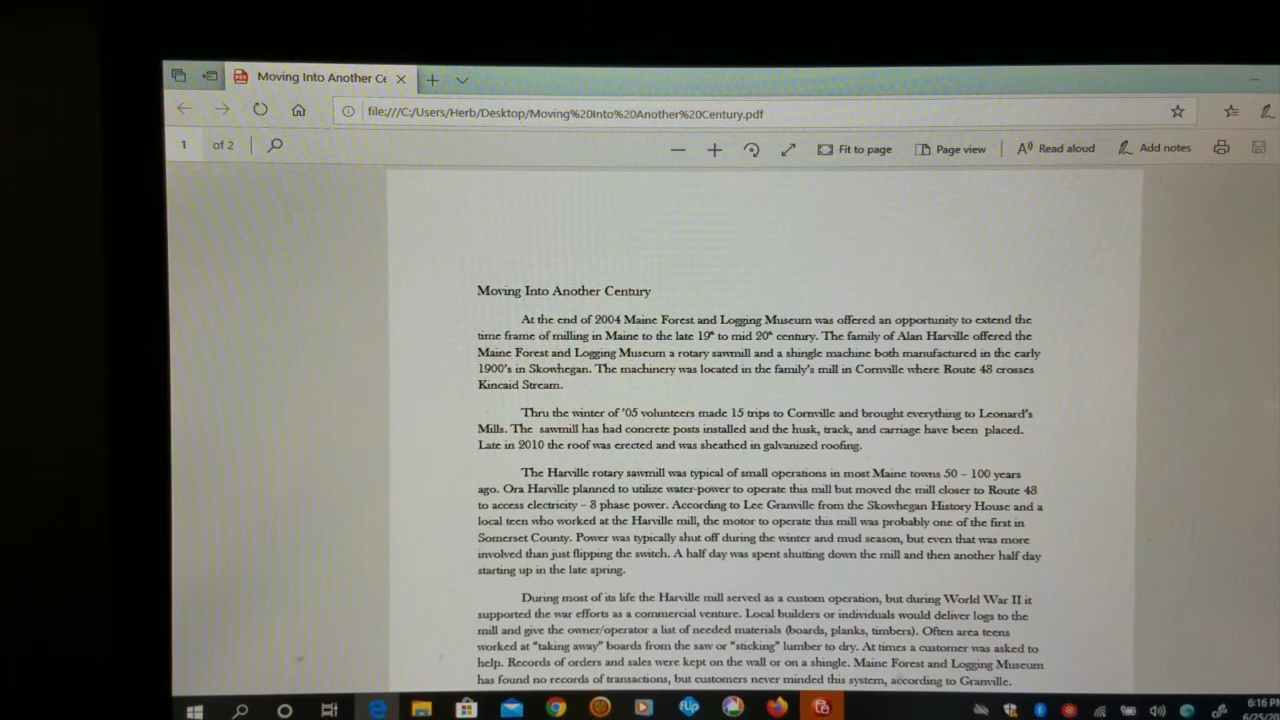 Moving Into Another Ce
file:///C:/Users/Herb/Desktop/Moving%20Into%20Another%20Century.pdf
1 of 2
Fit to page
Page view
Read aloud
Add notes
Moving Into Another Century
At the end of 2004 Maine Forest and Logging Museum was offered an opportunity to extend the
time frame of milling in Maine to the late 19th to mid 20th century. The family of Alan Harville offered the
Maine Forest and Logging Museum a rotary sawmill and a shingle machine both manufactured in the early
1900's in Skowhegan. The machinery was located in the family's mill in Cornville where Route 43 crosses
Kincaid Stream.
Thru the winter of '05 volunteers made 15 trips to Cornville and brought everything to Leonard's
Mills. The sawmill has had concrete posts installed and the husk, track, and carriage have been placed.
Late in 2010 the roof was erected and was sheathed in galvanized roofing.
The Harville rotary sawmill was typical of small operations in most Maine towns 50 – 100 years
ago. Ora Harville planned to utilize water-power to operate this mill but moved the mill closer to Route 43
to access electricity – 3 phase power. According to Lee Granville from the Skowhegan History House and a
local teen who worked at the Harville mill, the motor to operate this mill was probably one of the first in
Somerset County. Power was typically shut off during the winter and mud season, but even that was more
involved than just flipping the switch. A half day was spent shutting down the mill and then another half day
starting up in the late spring.
During most of its life the Harville mill served as a custom operation, but during World War II it
supported the war efforts as a commercial venture. Local builders or individuals would deliver logs to the
mill and give the owner/operator a list of needed materials (boards, planks, timbers). Often area teens
worked at "taking away" boards from the saw or "sticking" lumber to dry. At times a customer was asked to
help. Records of orders and sales were kept on the wall or on a shingle. Maine Forest and Logging Museum
has found no records of transactions, but customers never minded this system, according to Granville.
flip
6:16 P